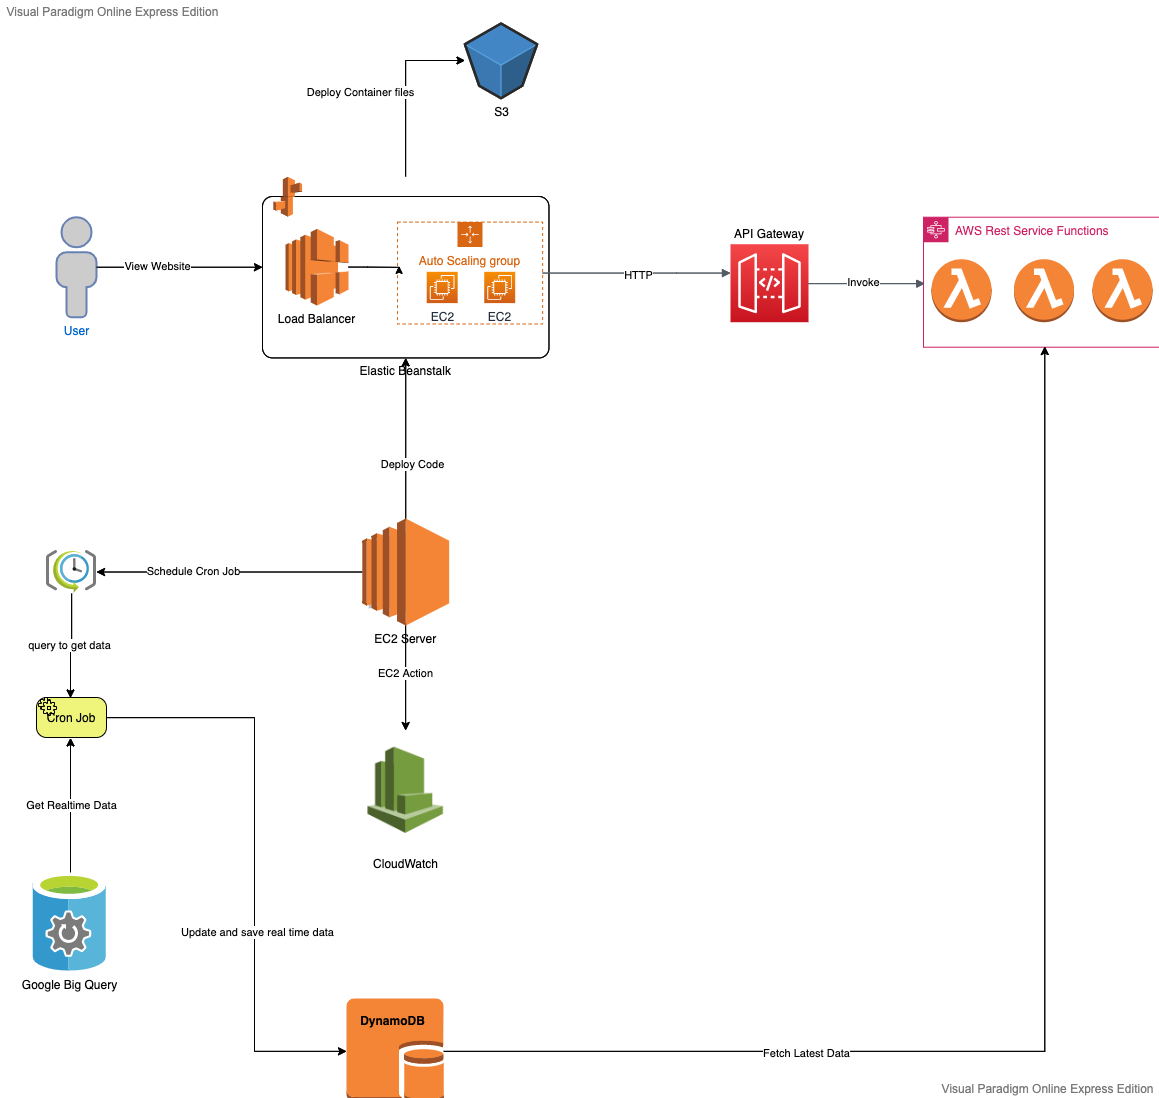 Visual Paradigm Online Express Edition
Deploy Container files
S3
User
View Website
Load Balancer
Auto Scaling group
EC2 EC2
Elastic Beanstalk
HTTP
API Gateway
Invoke
AWS Rest Service Functions
Deploy Code
Schedule Cron Job
EC2 Server
query to get data
EC2 Action
Cron Job
Get Realtime Data
CloudWatch
Update and save real time data
Google Big Query
DynamoDB
Fetch Latest Data
Visual Paradigm Online Express Edition